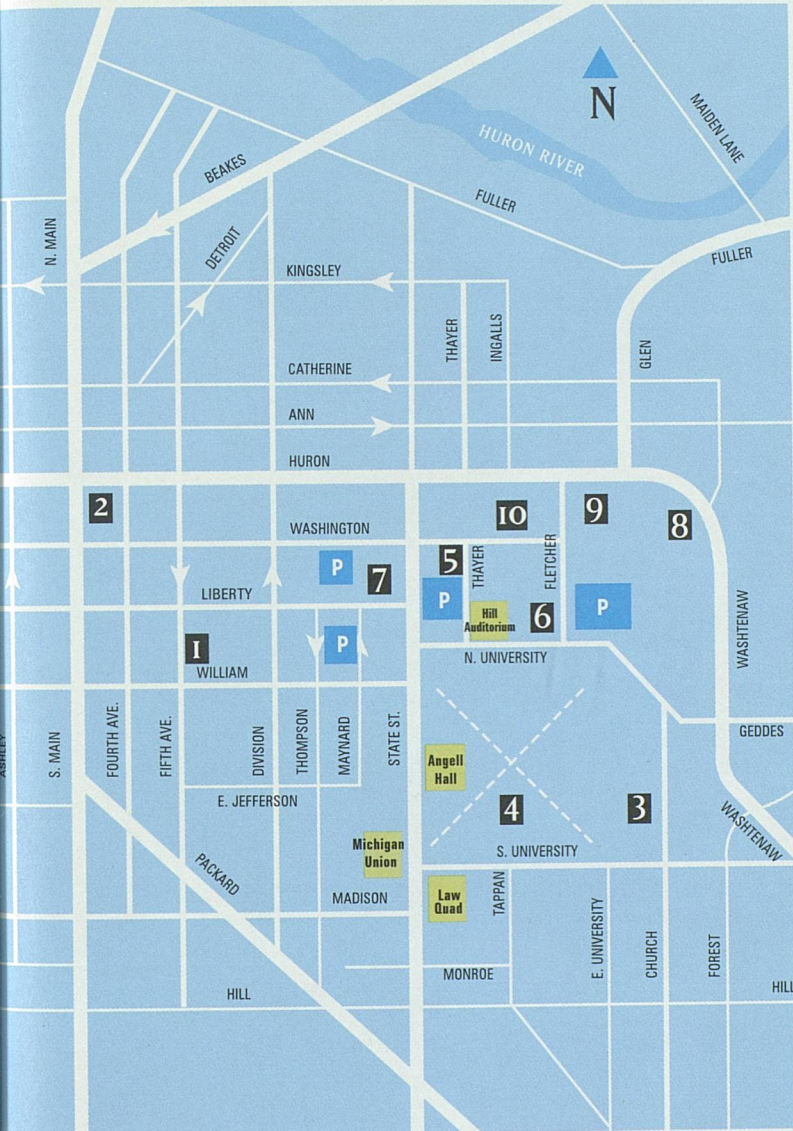 N
MAIDEN LANE
HURON RIVER
BEAKES
FULLER
N. MAIN
DETROIT
FULLER
KINGSLEY
THAYER
INGALLS
GLEN
CATHERINE
ANN
HURON
2
10
9
8
WASHINGTON
5
THAYER
FLETCHER
P
7
LIBERTY
P
Hill
Auditorium
6
P
1
P
WILLIAM
N. UNIVERSITY
WASHTENAW
ASHLEY
S. MAIN
FOURTH AVE.
FIFTH AVE.
DIVISION
THOMPSON
MAYNARD
STATE ST.
GEDDES
Angell
Hall
E. JEFFERSON
4
3
WASHTENAW
Michigan
Union
S. UNIVERSITY
PACKARD
MADISON
Law
Quad
TAPPAN
E. UNIVERSITY
CHURCH
FOREST
MONROE
HILL
HILL